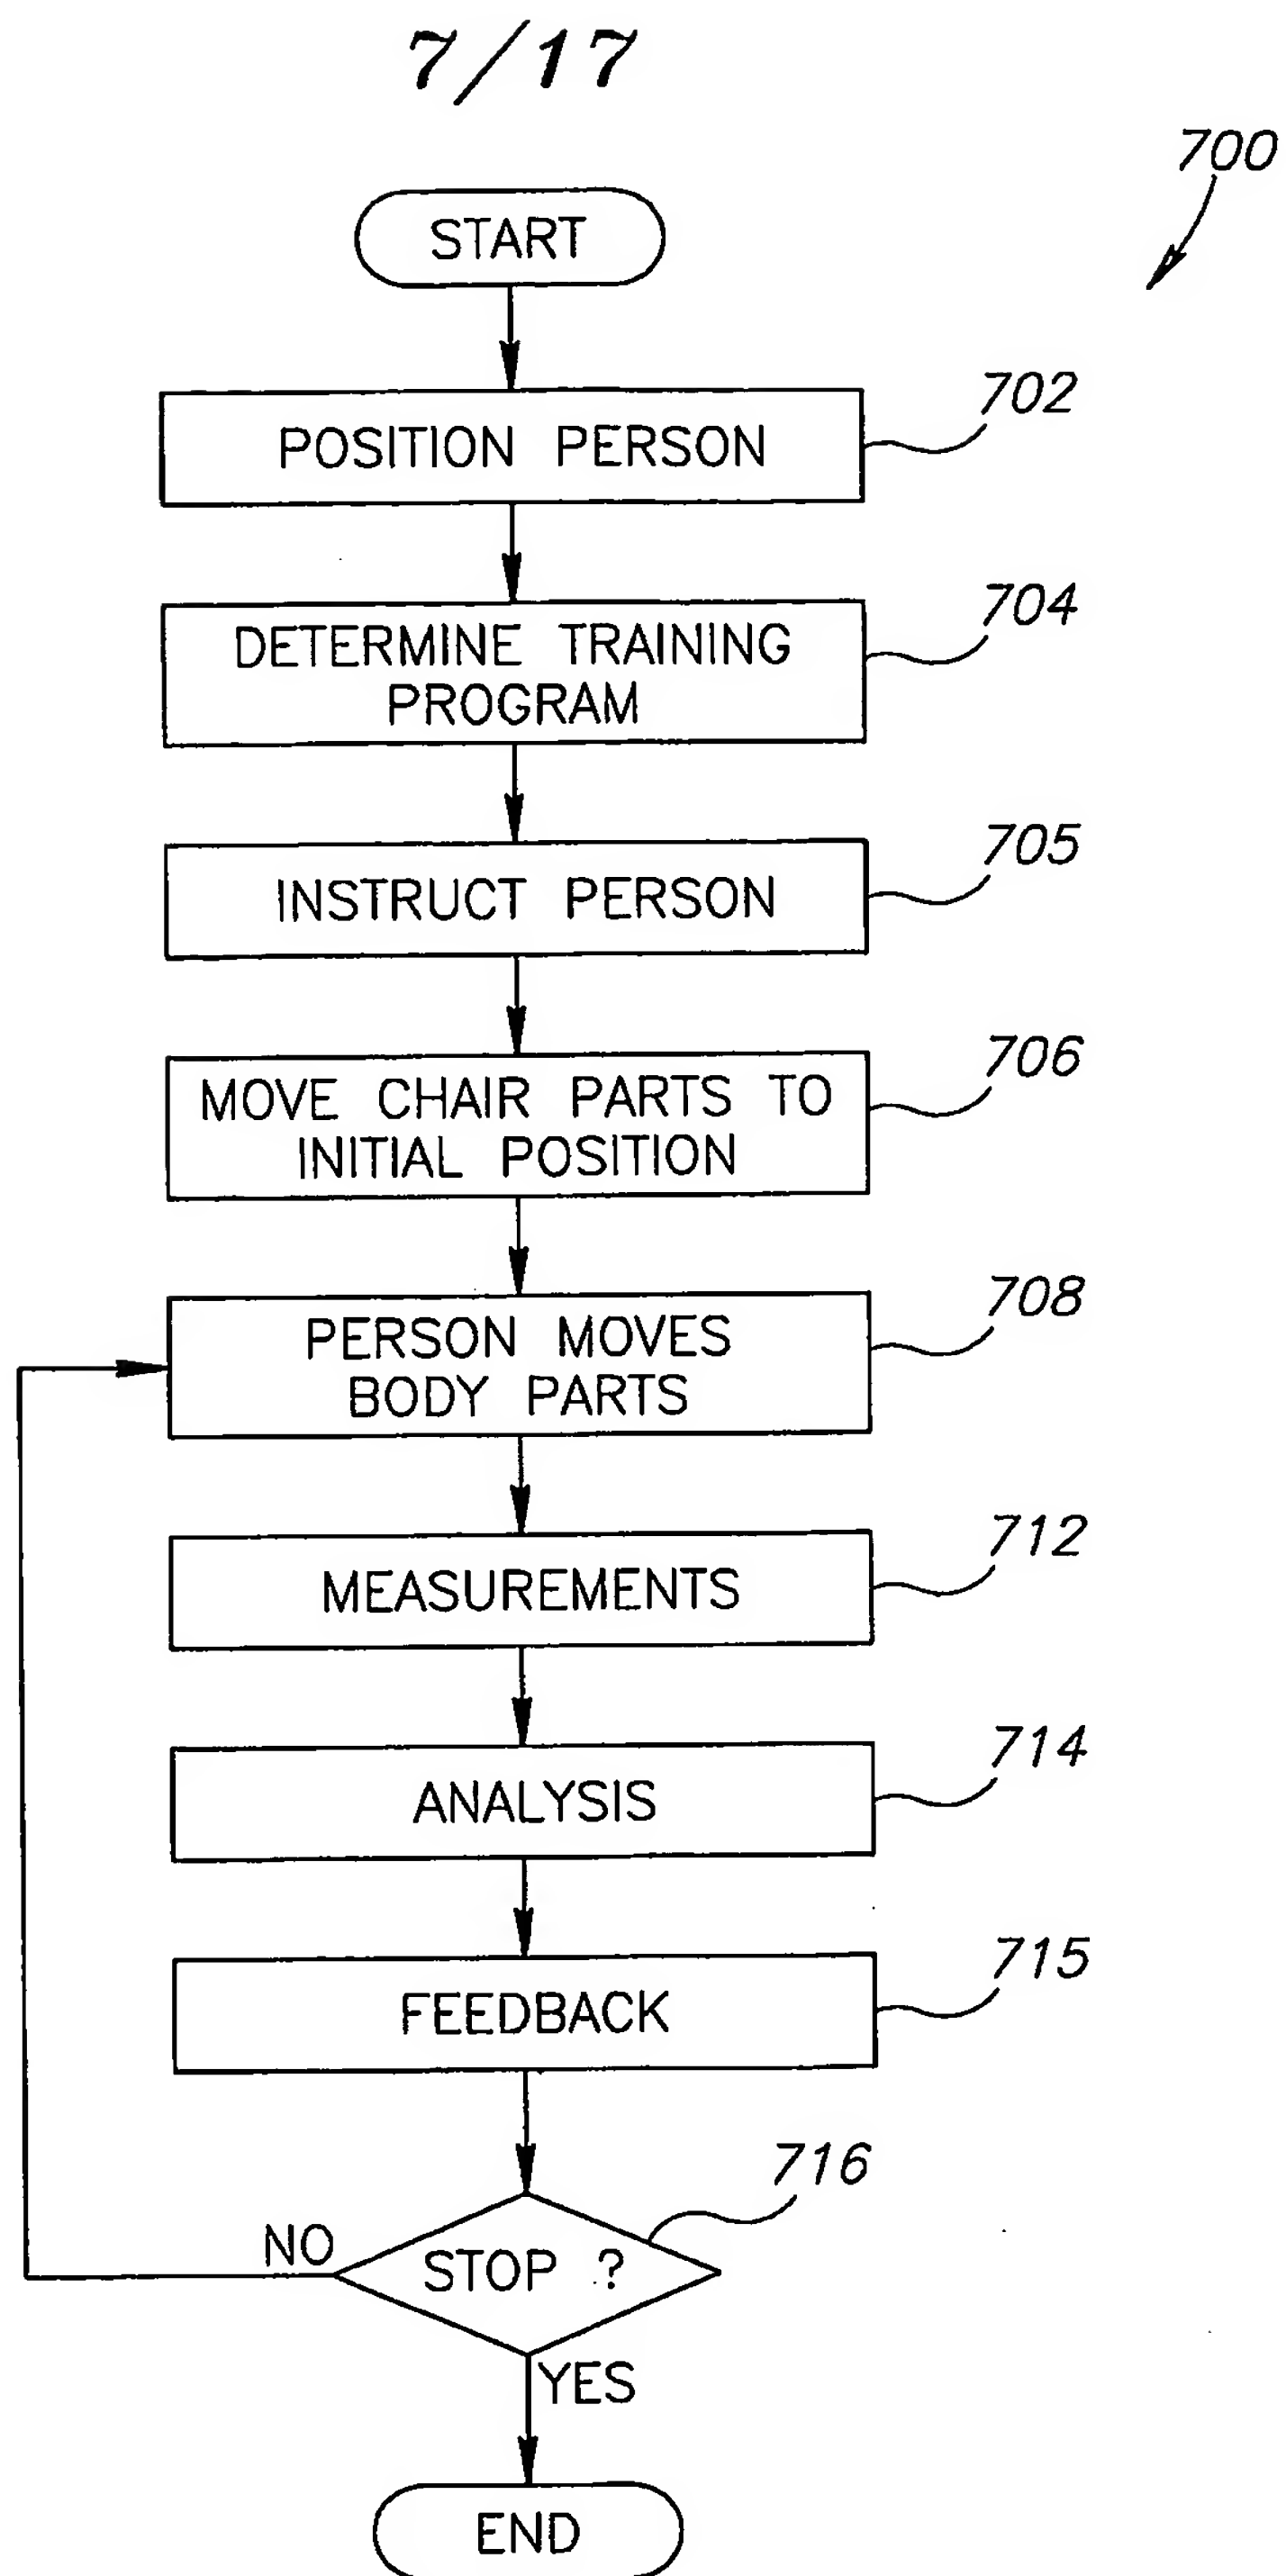 7/17
700
START
702
POSITION PERSON
704
DETERMINE TRAINING
PROGRAM
705
INSTRUCT PERSON
706
MOVE CHAIR PARTS TO
INITIAL POSITION
708
PERSON MOVES
BODY PARTS
712
MEASUREMENTS
714
ANALYSIS
715
FEEDBACK
716
NO
STOP ?
YES
END